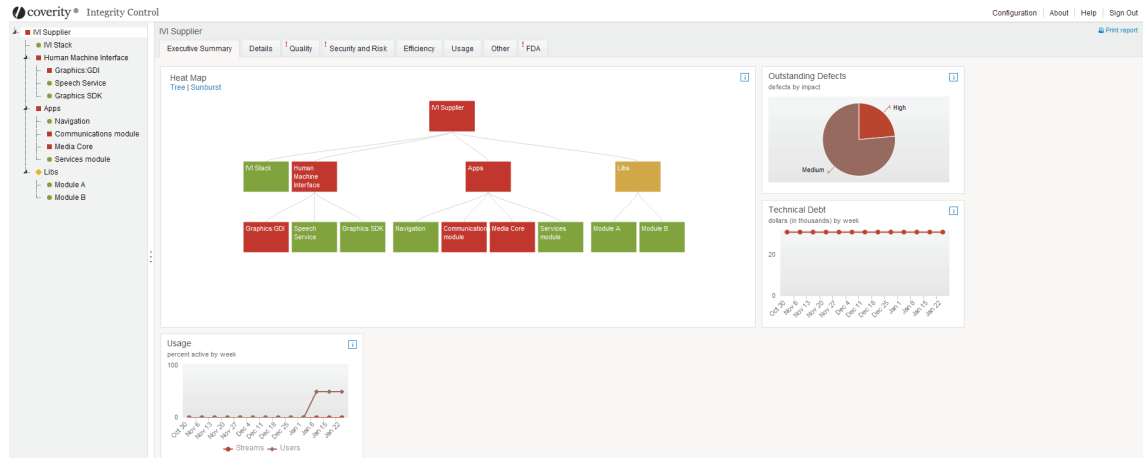 coverity® Integrity Control
Configuration | About | Help | Sign Out
IVI Supplier
IVI Stack
Human Machine Interface
Graphics:GDI
Speech Service
Graphics SDK
Apps
Navigation
Communications module
Media Core
Services module
Libs
Module A
Module B
IVI Supplier
Print report
Executive Summary
Details
! Quality
! Security and Risk
Efficiency
Usage
Other
! FDA
Heat Map
Tree | Sunburst
IVI Supplier
IVI Stack
Human
Machine
Interface
Apps
Libs
Graphics:GDI
Speech
Service
Graphics SDK
Navigation
Communications
module
Media Core
Services
module
Module A
Module B
Outstanding Defects
defects by impact
High
Medium
Technical Debt
dollars (in thousands) by week
20
0
Oct 30
Nov 6
Nov 13
Nov 20
Nov 27
Dec 4
Dec 11
Dec 18
Dec 25
Jan 1
Jan 8
Jan 15
Jan 22
Usage
percent active by week
100
0
Oct 30
Nov 6
Nov 13
Nov 20
Nov 27
Dec 4
Dec 11
Dec 18
Dec 25
Jan 1
Jan 8
Jan 15
Jan 22
Streams
Users